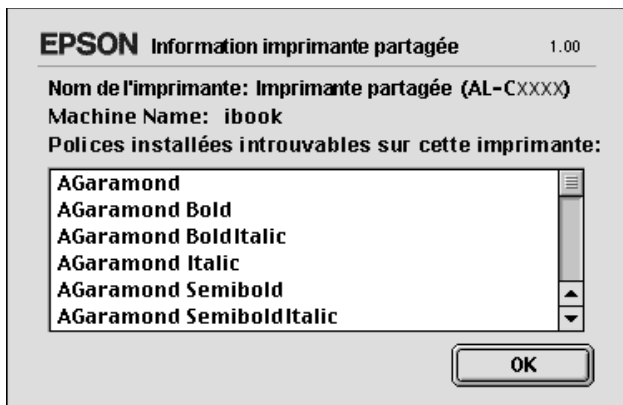 EPSON Information imprimante partagée 1.00
Nom de l'imprimante: Imprimante partagée (AL-CXXXX)
Machine Name: ibook
Polices installées introuvables sur cette imprimante:
AGaramond
AGaramond Bold
AGaramond BoldItalic
AGaramond Italic
AGaramond Semibold
AGaramond SemiboldItalic
OK